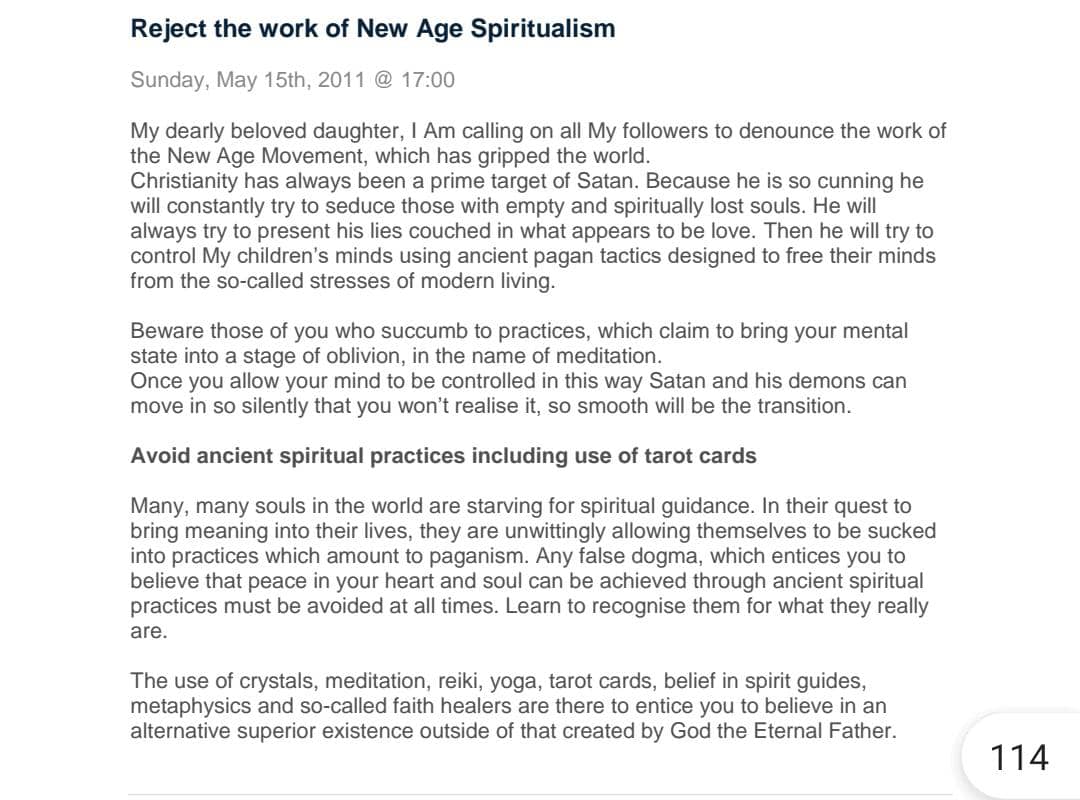 Reject the work of New Age Spiritualism
Sunday, May 15th, 2011 @ 17:00
My dearly beloved daughter, I Am calling on all My followers to denounce the work of
the New Age Movement, which has gripped the world.
Christianity has always been a prime target of Satan. Because he is so cunning he
will constantly try to seduce those with empty and spiritually lost souls. He will
always try to present his lies couched in what appears to be love. Then he will try to
control My children’s minds using ancient pagan tactics designed to free their minds
from the so-called stresses of modern living.
Beware those of you who succumb to practices, which claim to bring your mental
state into a stage of oblivion, in the name of meditation.
Once you allow your mind to be controlled in this way Satan and his demons can
move in so silently that you won’t realise it, so smooth will be the transition.
Avoid ancient spiritual practices including use of tarot cards
Many, many souls in the world are starving for spiritual guidance. In their quest to
bring meaning into their lives, they are unwittingly allowing themselves to be sucked
into practices which amount to paganism. Any false dogma, which entices you to
believe that peace in your heart and soul can be achieved through ancient spiritual
practices must be avoided at all times. Learn to recognise them for what they really
are.
The use of crystals, meditation, reiki, yoga, tarot cards, belief in spirit guides,
metaphysics and so-called faith healers are there to entice you to believe in an
alternative superior existence outside of that created by God the Eternal Father.
114